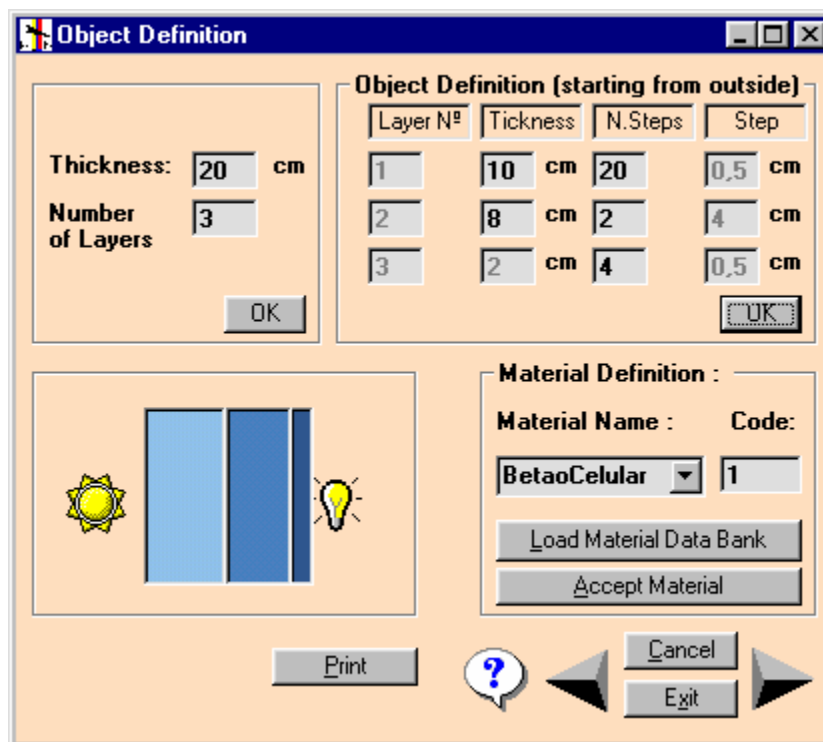 Object Definition
Thickness: 20 cm
Number of Layers 3
OK
Object Definition (starting from outside)
Layer Nº Tickness N.Steps Step
1 10 cm 20 0,5 cm
2 8 cm 2 4 cm
3 2 cm 4 0,5 cm
OK
Material Definition :
Material Name : Code:
BetaoCelular 1
Load Material Data Bank
Accept Material
Print
?
Cancel
Exit